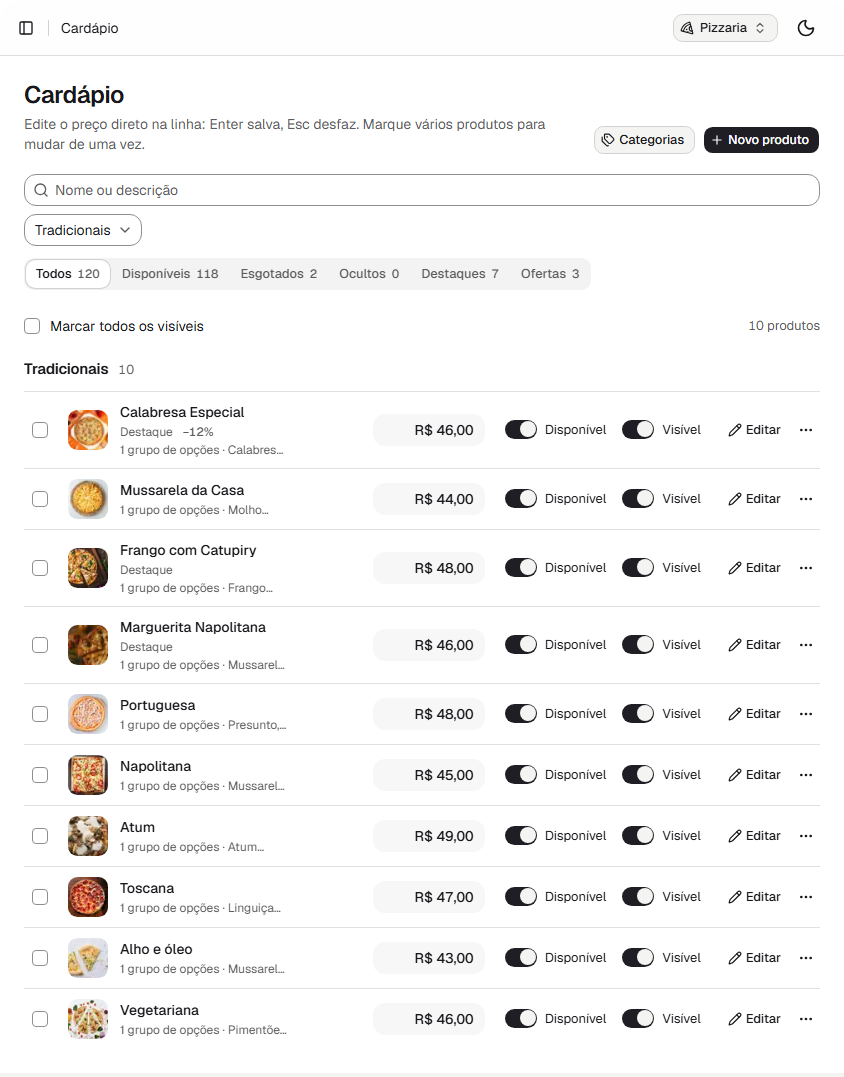 Cardápio
Pizzaria
Cardápio
Edite o preço direto na linha: Enter salva, Esc desfaz. Marque vários produtos para
mudar de uma vez.
Categorias
+ Novo produto
Nome ou descrição
Tradicionais
Todos 120 Disponíveis 118 Esgotados 2 Ocultos 0 Destaques 7 Ofertas 3
Marcar todos os visíveis
10 produtos
Tradicionais 10
Calabresa Especial
Destaque −12%
1 grupo de opções · Calabres…
R$ 46,00 Disponível Visível Editar
Mussarela da Casa
1 grupo de opções · Molho…
R$ 44,00 Disponível Visível Editar
Frango com Catupiry
Destaque
1 grupo de opções · Frango…
R$ 48,00 Disponível Visível Editar
Marguerita Napolitana
Destaque
1 grupo de opções · Mussarel…
R$ 46,00 Disponível Visível Editar
Portuguesa
1 grupo de opções · Presunto,…
R$ 48,00 Disponível Visível Editar
Napolitana
1 grupo de opções · Mussarel…
R$ 45,00 Disponível Visível Editar
Atum
1 grupo de opções · Atum…
R$ 49,00 Disponível Visível Editar
Toscana
1 grupo de opções · Linguiça…
R$ 47,00 Disponível Visível Editar
Alho e óleo
1 grupo de opções · Mussarel…
R$ 43,00 Disponível Visível Editar
Vegetariana
1 grupo de opções · Pimentõe…
R$ 46,00 Disponível Visível Editar